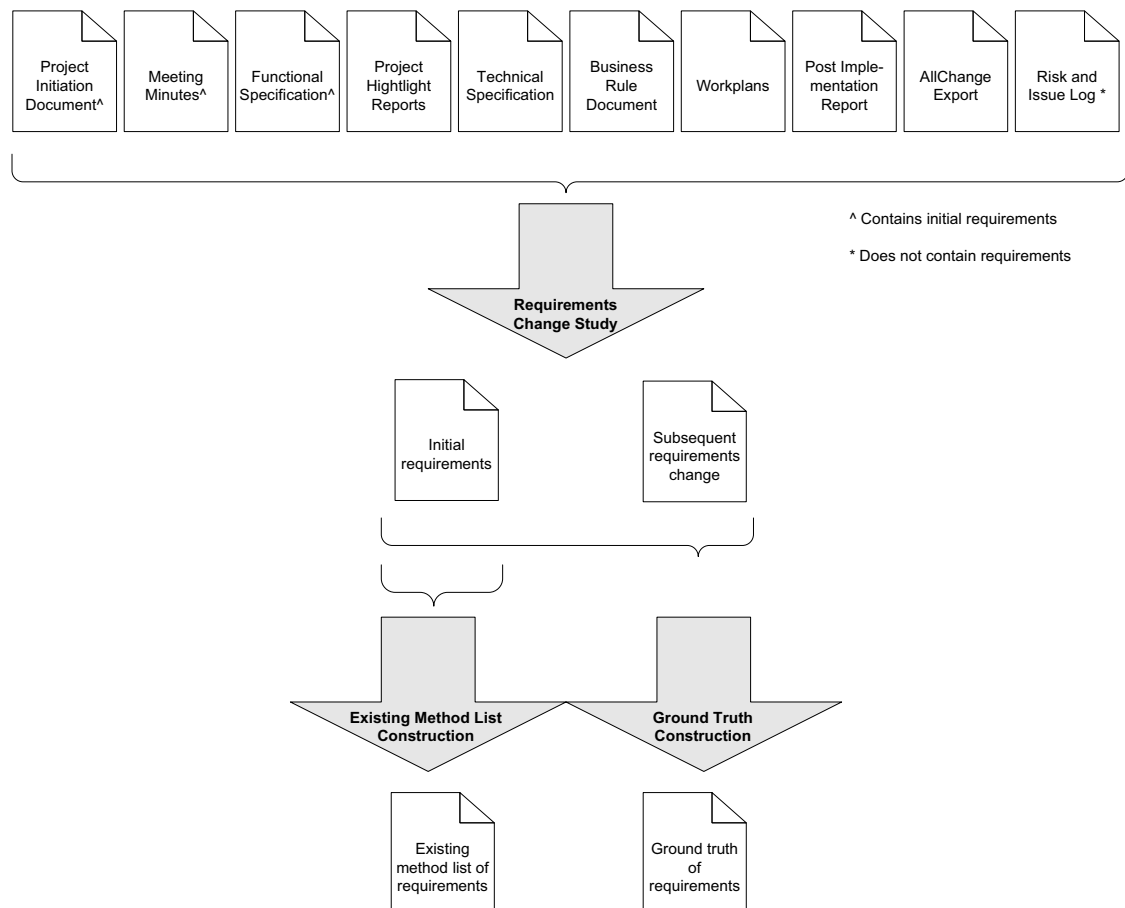 Project
Initiation
Document^
Meeting
Minutes^
Functional
Specification^
Project
Hightlight
Reports
Technical
Specification
Business
Rule
Document
Workplans
Post Imple-
mentation
Report
AllChange
Export
Risk and
Issue Log *
^ Contains initial requirements
* Does not contain requirements
Requirements
Change Study
Initial
requirements
Subsequent
requirements
change
Existing Method List
Construction
Ground Truth
Construction
Existing
method list of
requirements
Ground truth
of
requirements